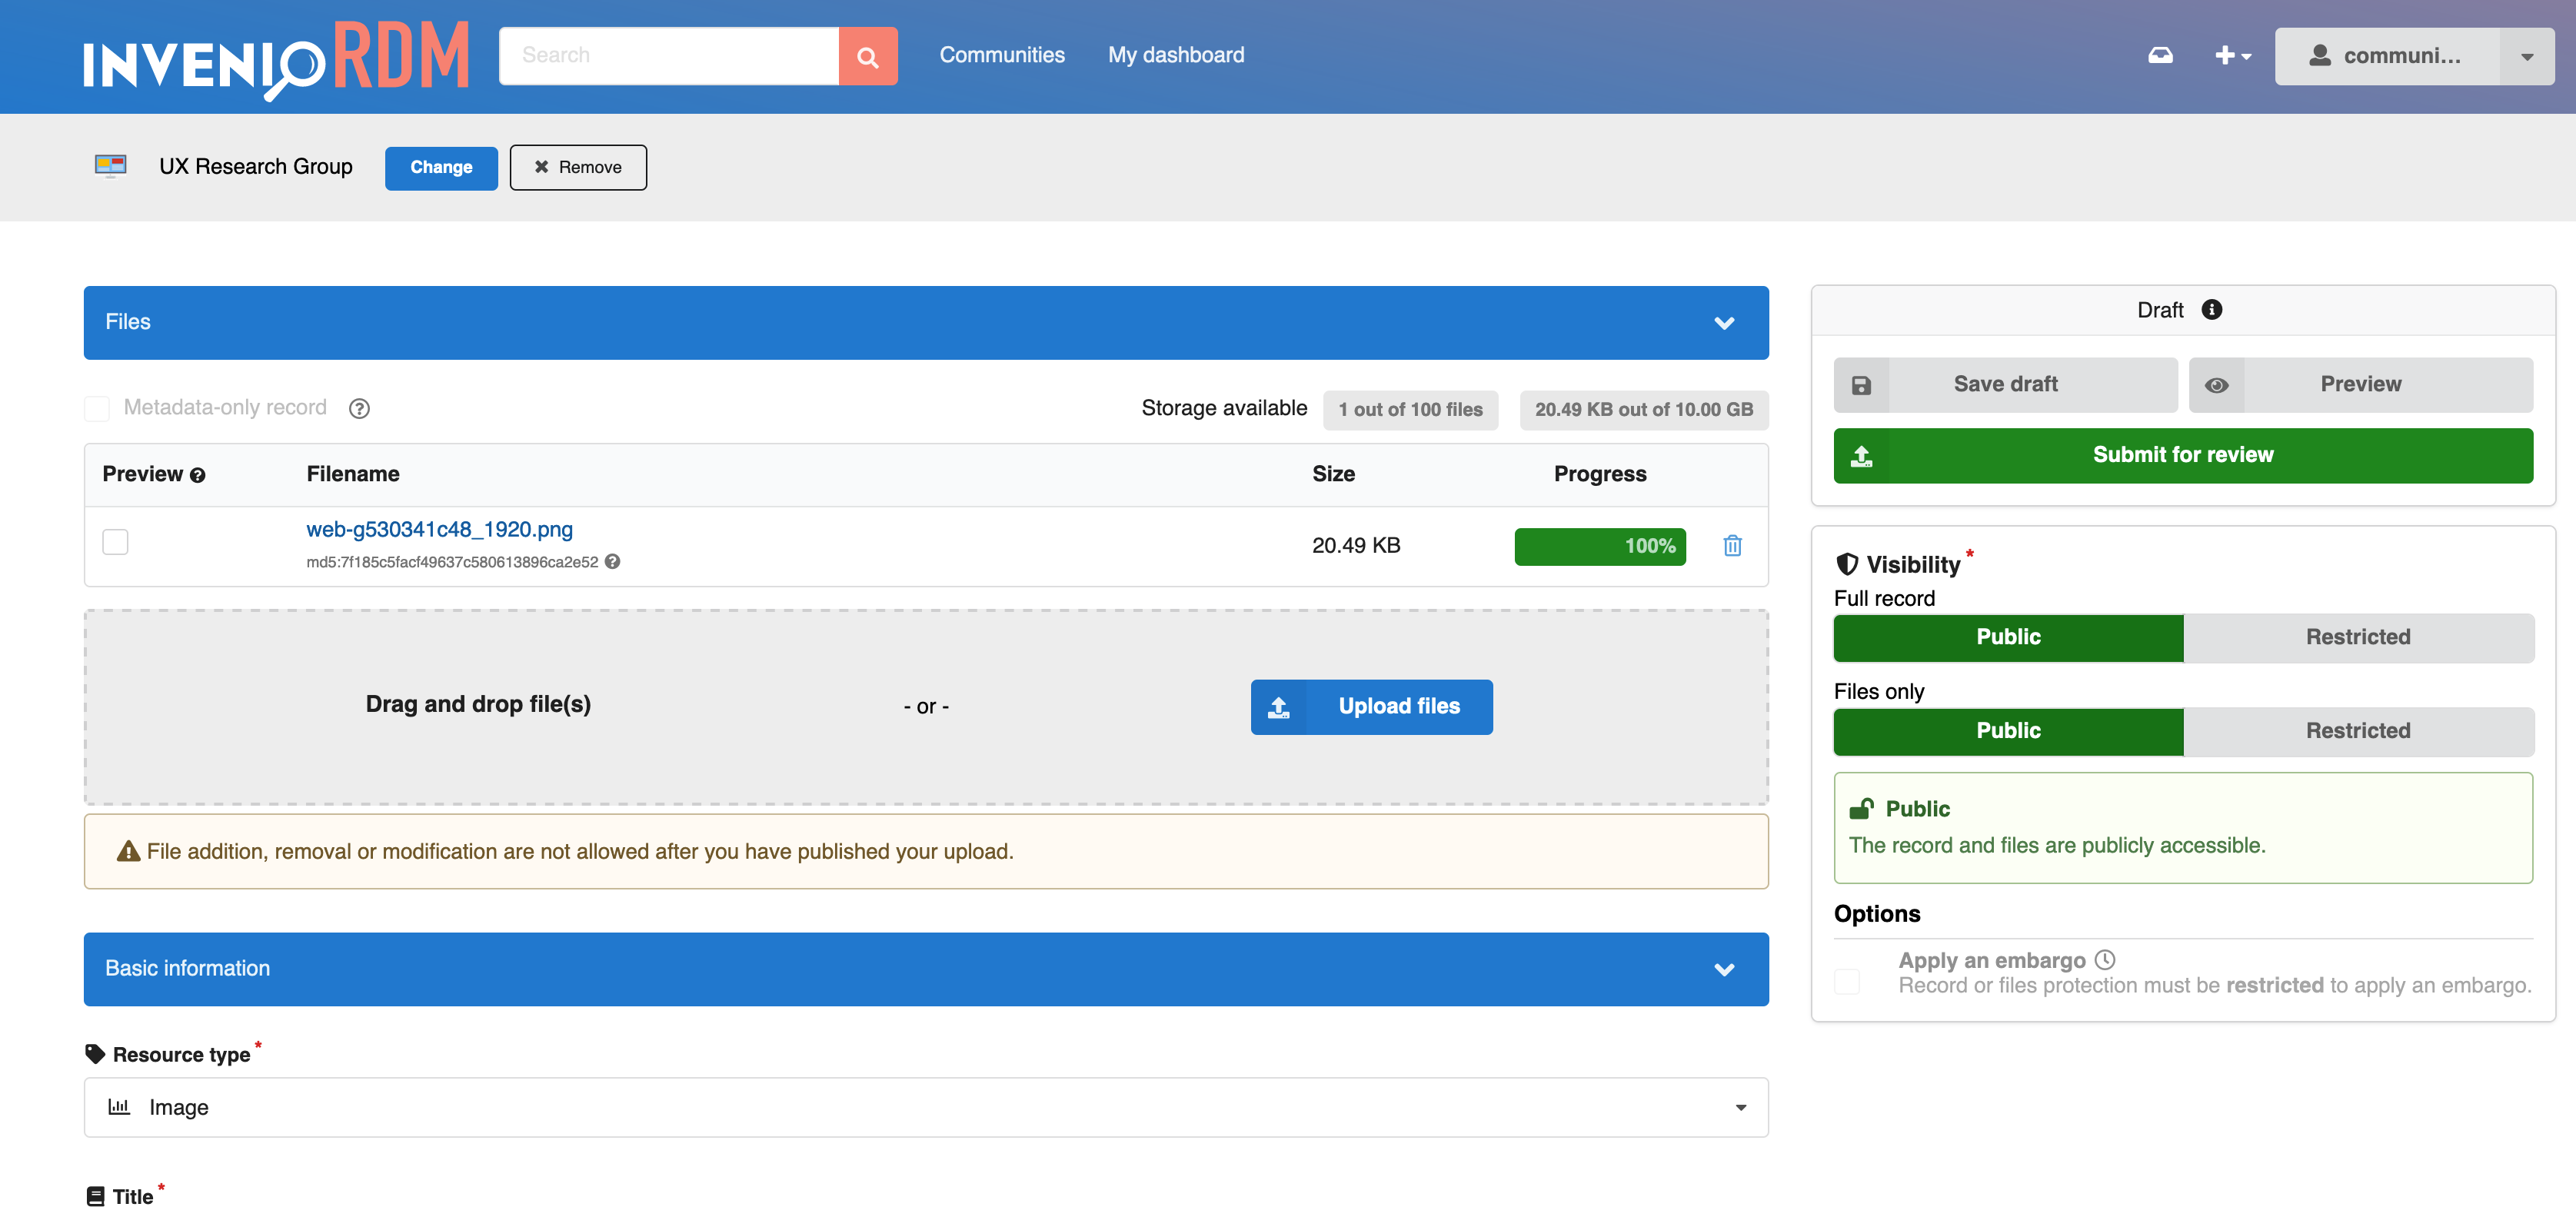 INVENIO RDM
Search
Communities
My dashboard
communi...
UX Research Group
Change
Remove
Files
Metadata-only record
Storage available
1 out of 100 files
20.49 KB out of 10.00 GB
Preview
Filename
Size
Progress
web-g530341c48_1920.png
md5:7f185c5facf49637c580613896ca2e52
20.49 KB
100%
Drag and drop file(s)
- or -
Upload files
File addition, removal or modification are not allowed after you have published your upload.
Basic information
Resource type *
Image
Title *
Draft
Save draft
Preview
Submit for review
Visibility *
Full record
Public
Restricted
Files only
Public
Restricted
Public
The record and files are publicly accessible.
Options
Apply an embargo
Record or files protection must be restricted to apply an embargo.